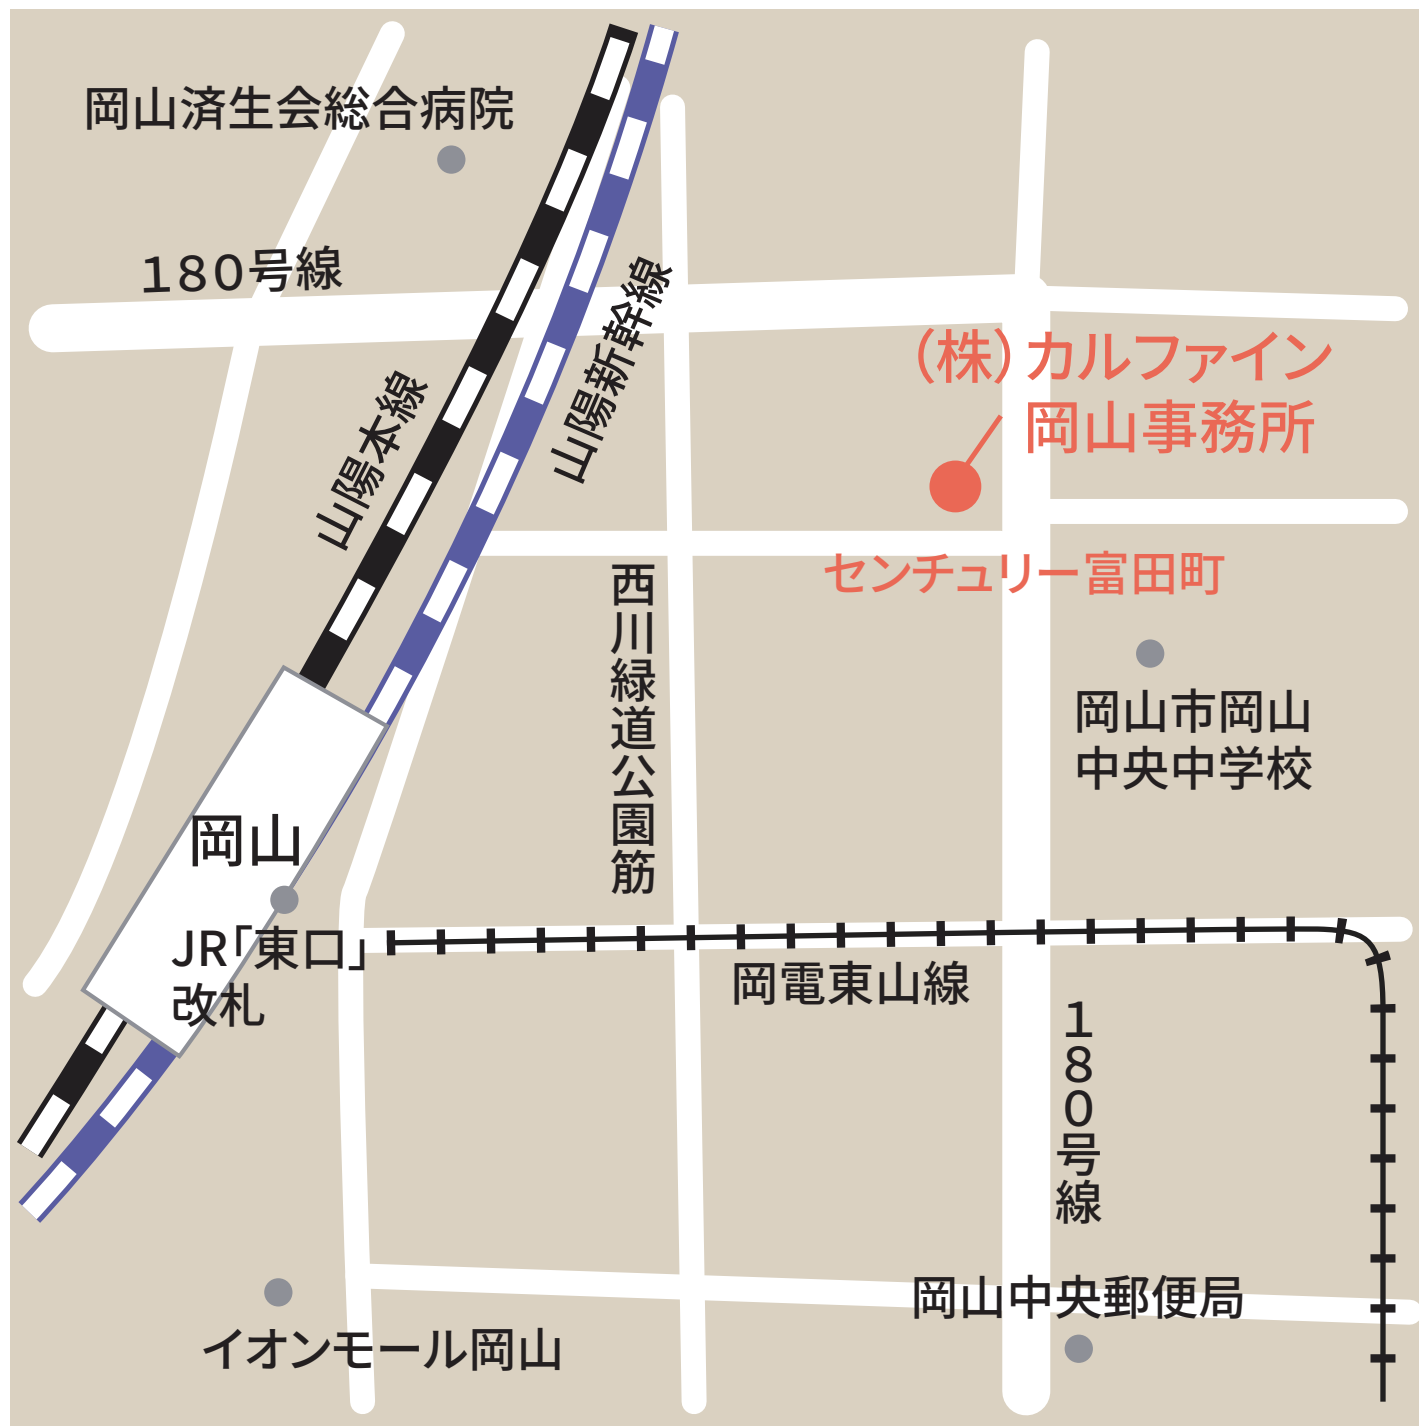 岡山済生会総合病院
180号線
山陽本線
山陽新幹線
（株）カルファイン
岡山事務所
センチュリー富田町
西川緑道公園筋
岡山市岡山
中央中学校
岡山
JR「東口」
改札
岡電東山線
180号線
岡山中央郵便局
イオンモール岡山